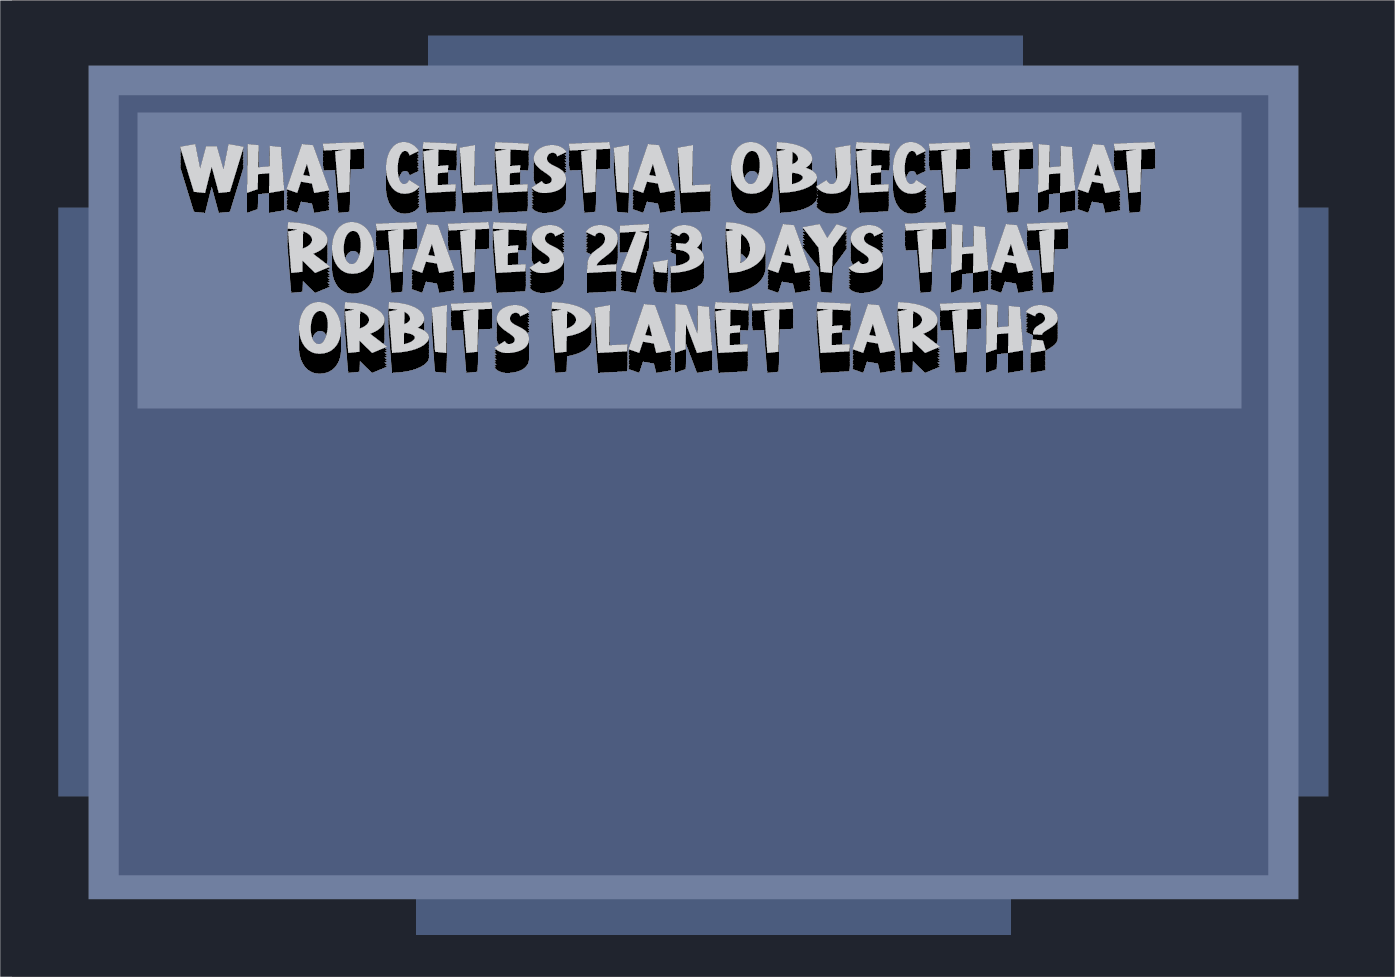 WHAT CELESTIAL OBJECT THAT
ROTATES 27.3 DAYS THAT
ORBITS PLANET EARTH?